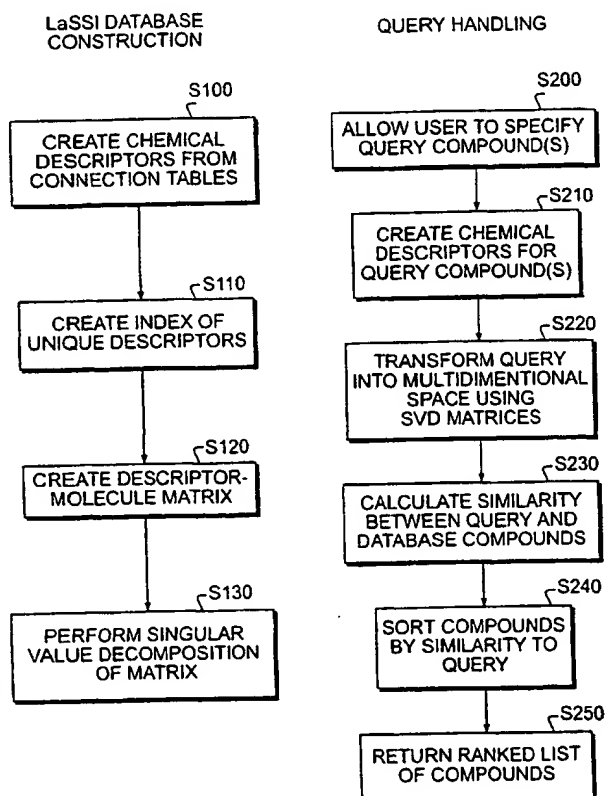 LaSSI DATABASE
CONSTRUCTION
S100
CREATE CHEMICAL
DESCRIPTORS FROM
CONNECTION TABLES
S110
CREATE INDEX OF
UNIQUE DESCRIPTORS
S120
CREATE DESCRIPTOR-
MOLECULE MATRIX
S130
PERFORM SINGULAR
VALUE DECOMPOSITION
OF MATRIX
QUERY HANDLING
S200
ALLOW USER TO SPECIFY
QUERY COMPOUND(S)
S210
CREATE CHEMICAL
DESCRIPTORS FOR
QUERY COMPOUND(S)
S220
TRANSFORM QUERY
INTO MULTIDIMENTIONAL
SPACE USING
SVD MATRICES
S230
CALCULATE SIMILARITY
BETWEEN QUERY AND
DATABASE COMPOUNDS
S240
SORT COMPOUNDS
BY SIMILARITY TO
QUERY
S250
RETURN RANKED LIST
OF COMPOUNDS